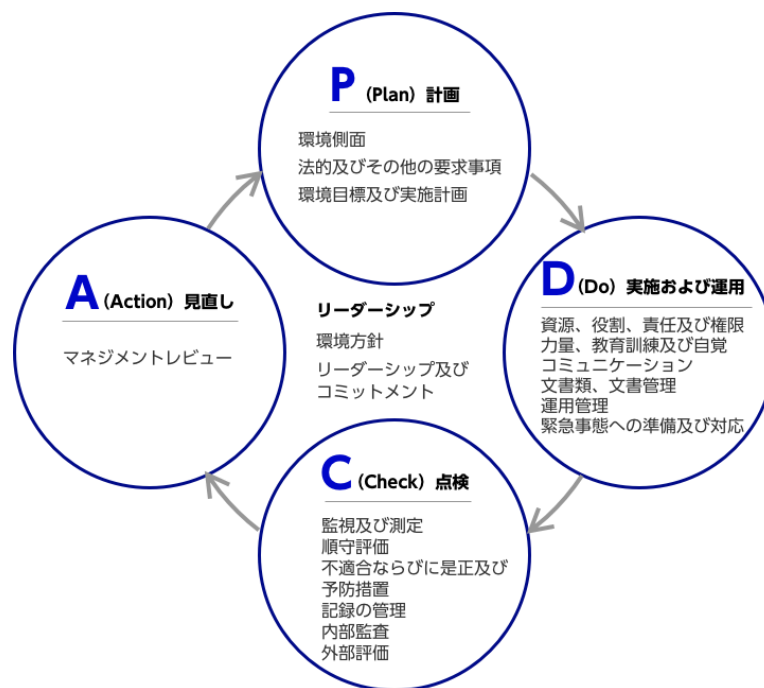 P (Plan) 計画
環境側面
法的及びその他の要求事項
環境目標及び実施計画
D (Do) 実施および運用
資源、役割、責任及び権限
力量、教育訓練及び自覚
コミュニケーション
文書類、文書管理
運用管理
緊急事態への準備及び対応
C (Check) 点検
監視及び測定
順守評価
不適合ならびに是正及び
予防措置
記録の管理
内部監査
外部評価
A (Action) 見直し
マネジメントレビュー
リーダーシップ
環境方針
リーダーシップ及び
コミットメント